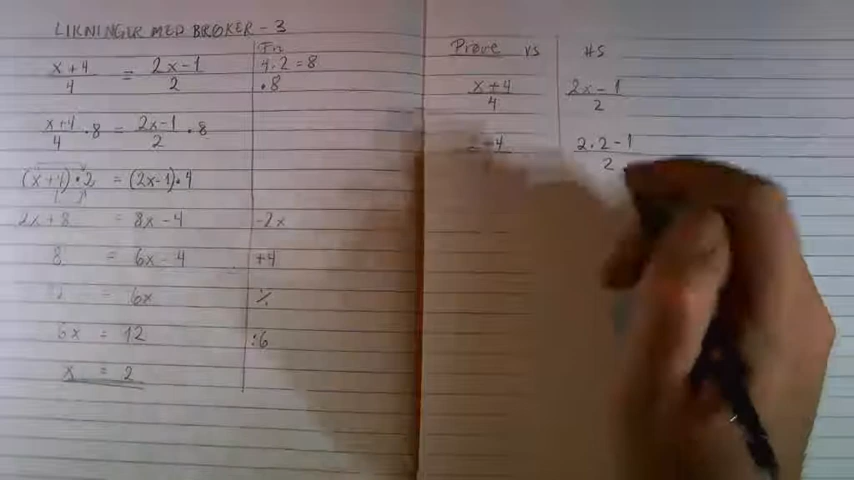 LIKNINGER MED BRØKER - 3
x+4/4 = 2x-1/2 4·2=8
·8
x+4/4 ·8 = 2x-1/2 ·8
(x+4)·2 = (2x-1)·4
2x+8 = 8x-4 -2x
8 = 6x-4 +4
= 6x
6x = 12 :6
x = 2
Prøve VS HS
x+4/4 2x-1/2
+4 2·2-1/2